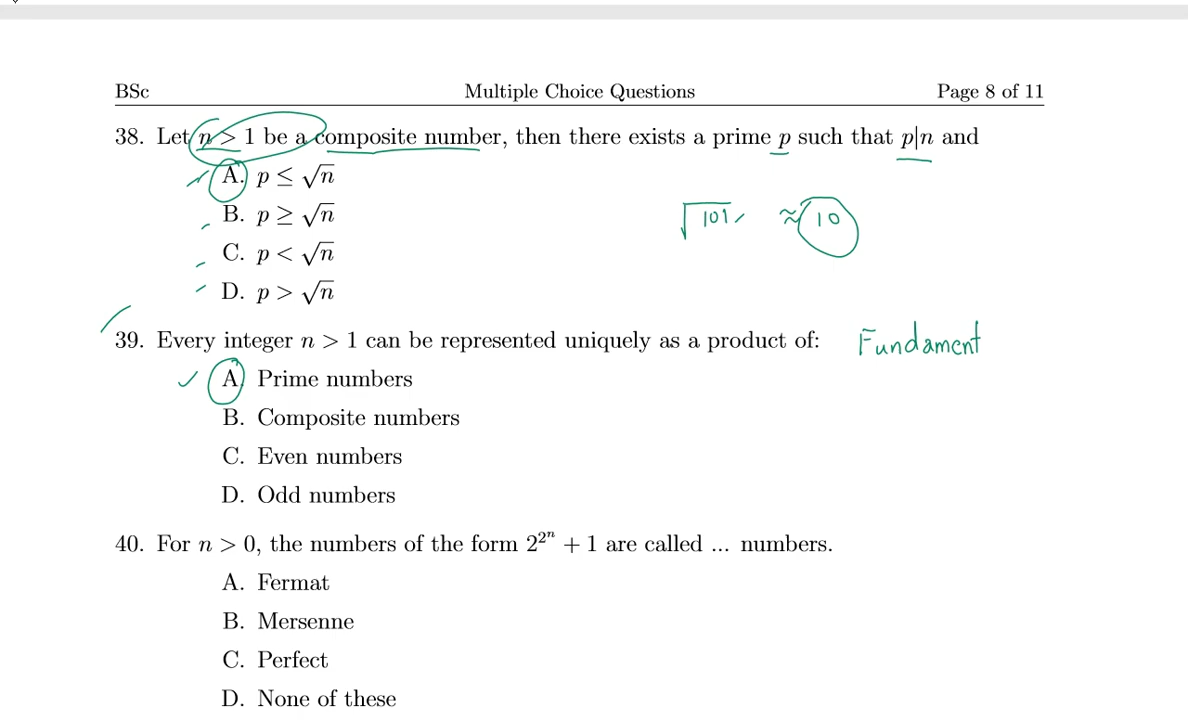 BSc Multiple Choice Questions Page 8 of 11
38. Let n > 1 be a composite number, then there exists a prime p such that p|n and
A. p ≤ √n
B. p ≥ √n
√101 ≈ 10
C. p < √n
D. p > √n
39. Every integer n > 1 can be represented uniquely as a product of: Fundament
A. Prime numbers
B. Composite numbers
C. Even numbers
D. Odd numbers
40. For n > 0, the numbers of the form 2^{2^n} + 1 are called ... numbers.
A. Fermat
B. Mersenne
C. Perfect
D. None of these